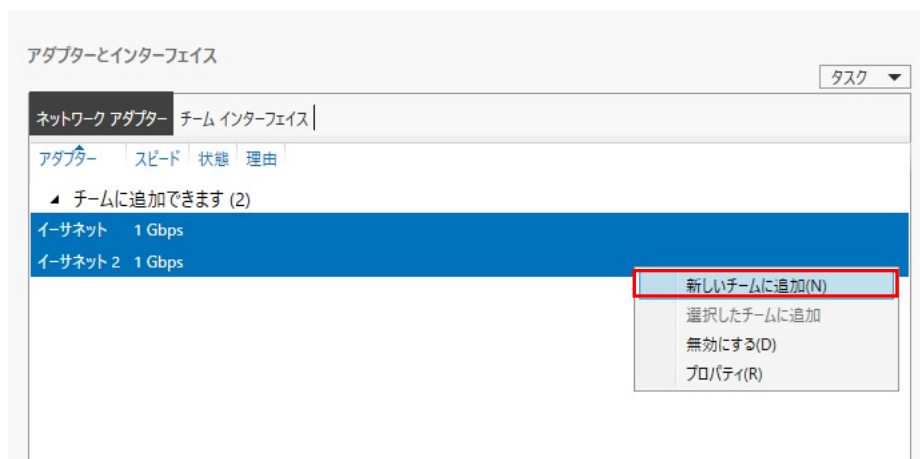 アダプターとインターフェイス
タスク
ネットワーク アダプター チーム インターフェイス
アダプター スピード 状態 理由
チームに追加できます (2)
イーサネット 1 Gbps
イーサネット 2 1 Gbps
新しいチームに追加(N)
選択したチームに追加
無効にする(D)
プロパティ(R)